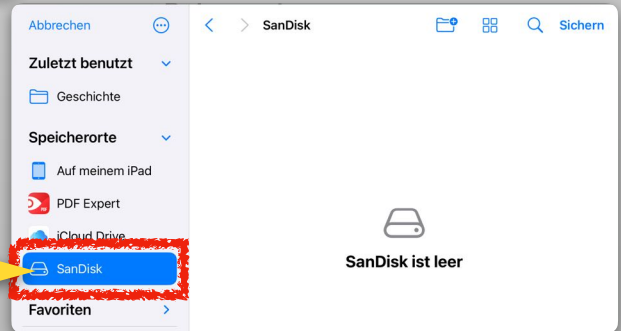 Abbrechen
SanDisk
Sichern
Zuletzt benutzt
Geschichte
Speicherorte
Auf meinem iPad
PDF Expert
iCloud Drive
SanDisk
Favoriten
SanDisk ist leer